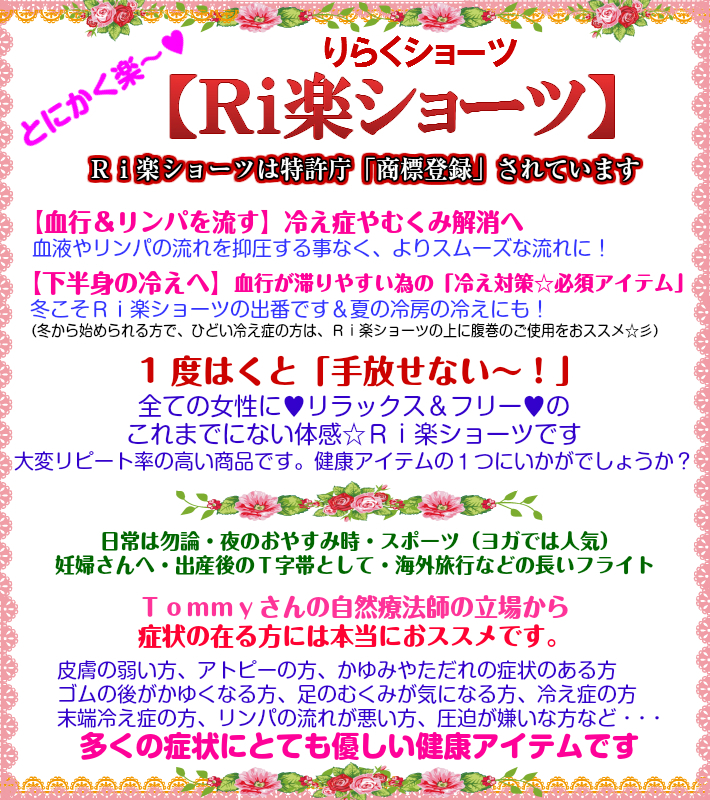 とにかく楽～♥
りらくショーツ
【Ri楽ショーツ】
Ｒｉ楽ショーツは特許庁「商標登録」されています
【血行＆リンパを流す】冷え症やむくみ解消へ
血液やリンパの流れを抑圧する事なく、よりスムーズな流れに！
【下半身の冷えへ】血行が滞りやすい為の「冷え対策☆必須アイテム」
冬こそＲｉ楽ショーツの出番です＆夏の冷房の冷えにも！
（冬から始められる方で、ひどい冷え症の方は、Ｒｉ楽ショーツの上に腹巻のご使用をおススメ☆彡）
１度はくと「手放せない～！」
全ての女性に♥リラックス＆フリー♥の
これまでにない体感☆Ｒｉ楽ショーツです
大変リピート率の高い商品です。健康アイテムの１つにいかがでしょうか？
日常は勿論・夜のおやすみ時・スポーツ（ヨガでは人気）
妊婦さんへ・出産後のＴ字帯として・海外旅行などの長いフライト
Ｔｏｍｍｙさんの自然療法師の立場から
症状の在る方には本当におススメです。
皮膚の弱い方、アトピーの方、かゆみやただれの症状のある方
ゴムの後がかゆくなる方、足のむくみが気になる方、冷え症の方
末端冷え症の方、リンパの流れが悪い方、圧迫が嫌いな方など・・・
多くの症状にとても優しい健康アイテムです